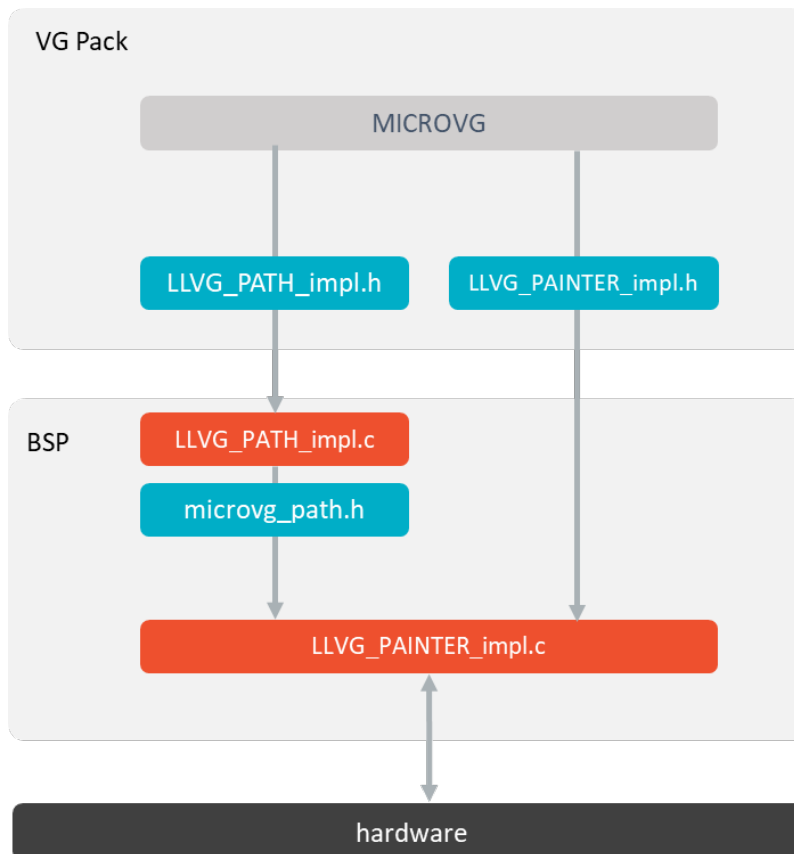 VG Pack
MICROVG
LLVG_PATH_impl.h
LLVG_PAINTER_impl.h
BSP
LLVG_PATH_impl.c
microvg_path.h
LLVG_PAINTER_impl.c
hardware